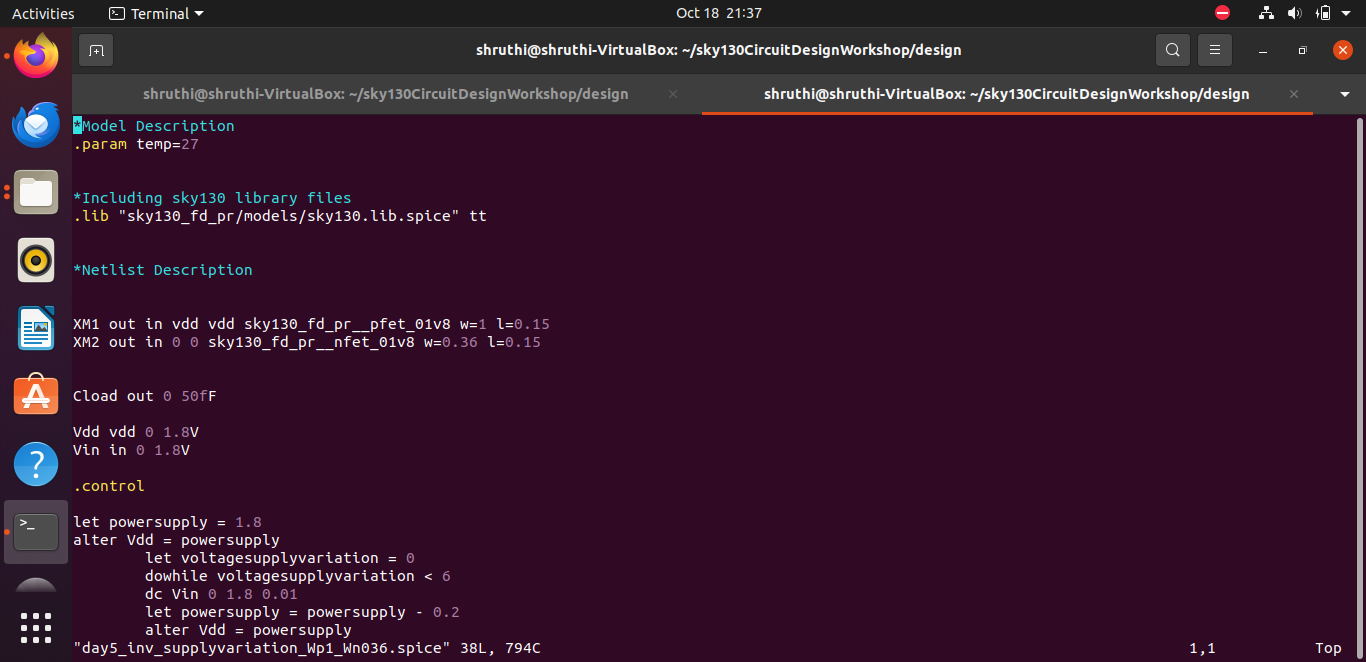 Activities
Terminal
Oct 18 21:37
shruthi@shruthi-VirtualBox: ~/sky130CircuitDesignWorkshop/design
shruthi@shruthi-VirtualBox: ~/sky130CircuitDesignWorkshop/design
shruthi@shruthi-VirtualBox: ~/sky130CircuitDesignWorkshop/design
*Model Description
.param temp=27
*Including sky130 library files
.lib "sky130_fd_pr/models/sky130.lib.spice" tt
*Netlist Description
XM1 out in vdd vdd sky130_fd_pr__pfet_01v8 w=1 l=0.15
XM2 out in 0 0 sky130_fd_pr__nfet_01v8 w=0.36 l=0.15
Cload out 0 50fF
Vdd vdd 0 1.8V
Vin in 0 1.8V
.control
let powersupply = 1.8
alter Vdd = powersupply
let voltagesupplyvariation = 0
dowhile voltagesupplyvariation < 6
dc Vin 0 1.8 0.01
let powersupply = powersupply - 0.2
alter Vdd = powersupply
"day5_inv_supplyvariation_Wp1_Wn036.spice" 38L, 794C
1,1
Top